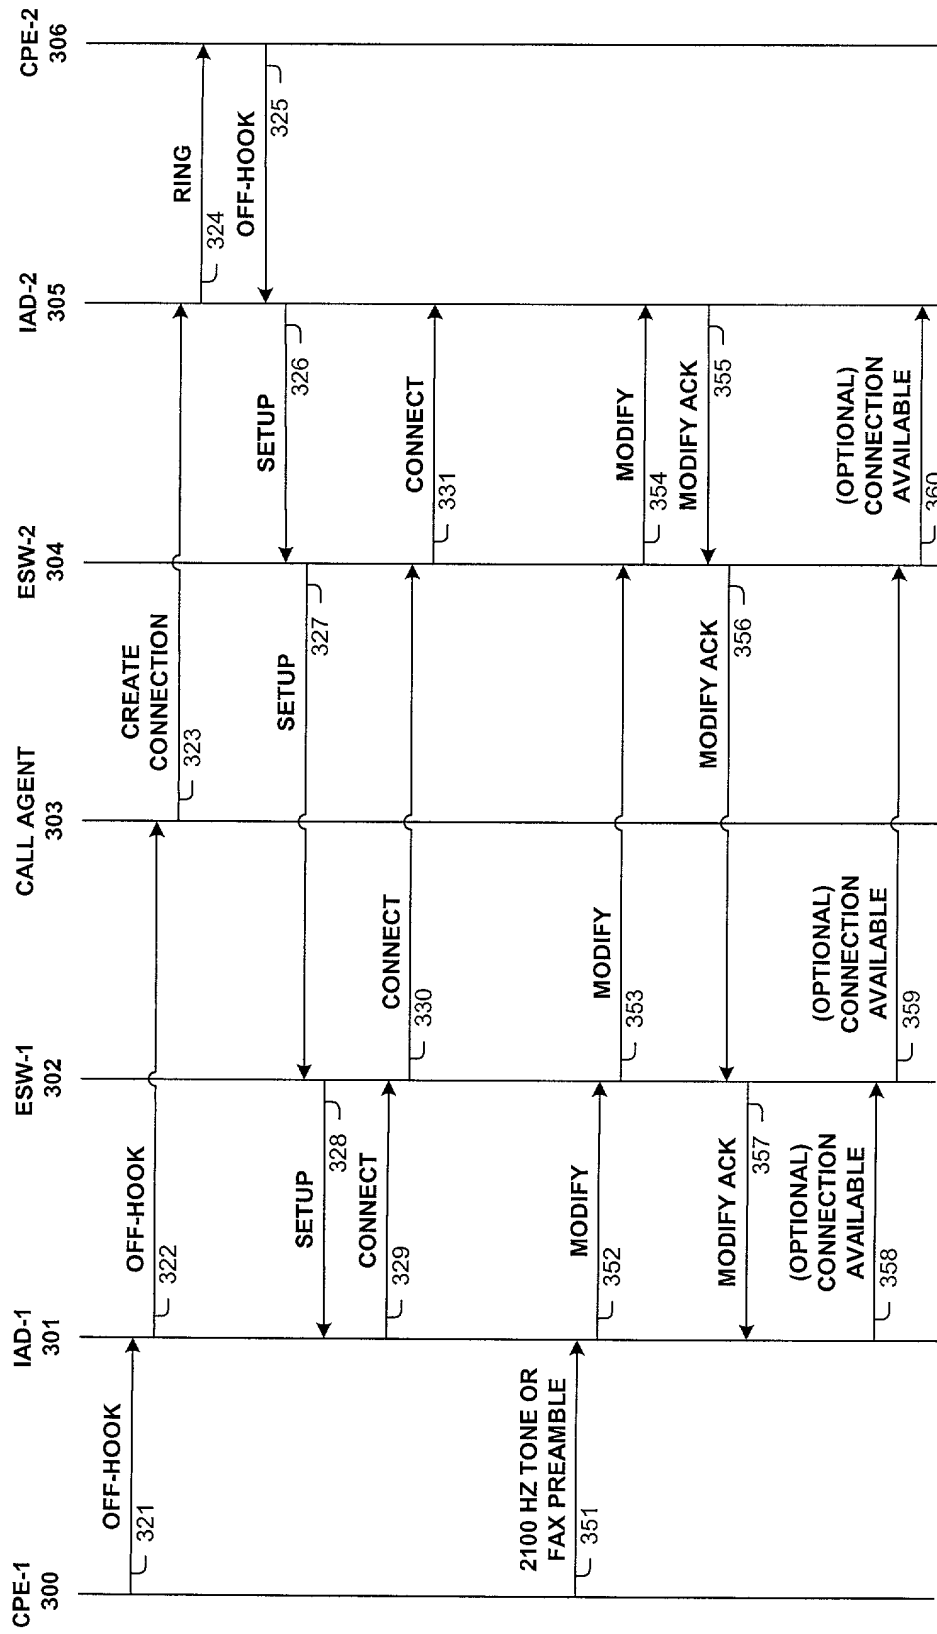 CPE-1
300
IAD-1
301
ESW-1
302
CALL AGENT
303
ESW-2
304
IAD-2
305
CPE-2
306
OFF-HOOK
321
OFF-HOOK
322
CREATE
CONNECTION
323
RING
324
OFF-HOOK
325
SETUP
326
SETUP
327
SETUP
328
CONNECT
329
CONNECT
330
CONNECT
331
2100 HZ TONE OR
FAX PREAMBLE
351
MODIFY
352
MODIFY
353
MODIFY
354
MODIFY ACK
355
MODIFY ACK
356
MODIFY ACK
357
(OPTIONAL)
CONNECTION
AVAILABLE
358
(OPTIONAL)
CONNECTION
AVAILABLE
359
(OPTIONAL)
CONNECTION
AVAILABLE
360